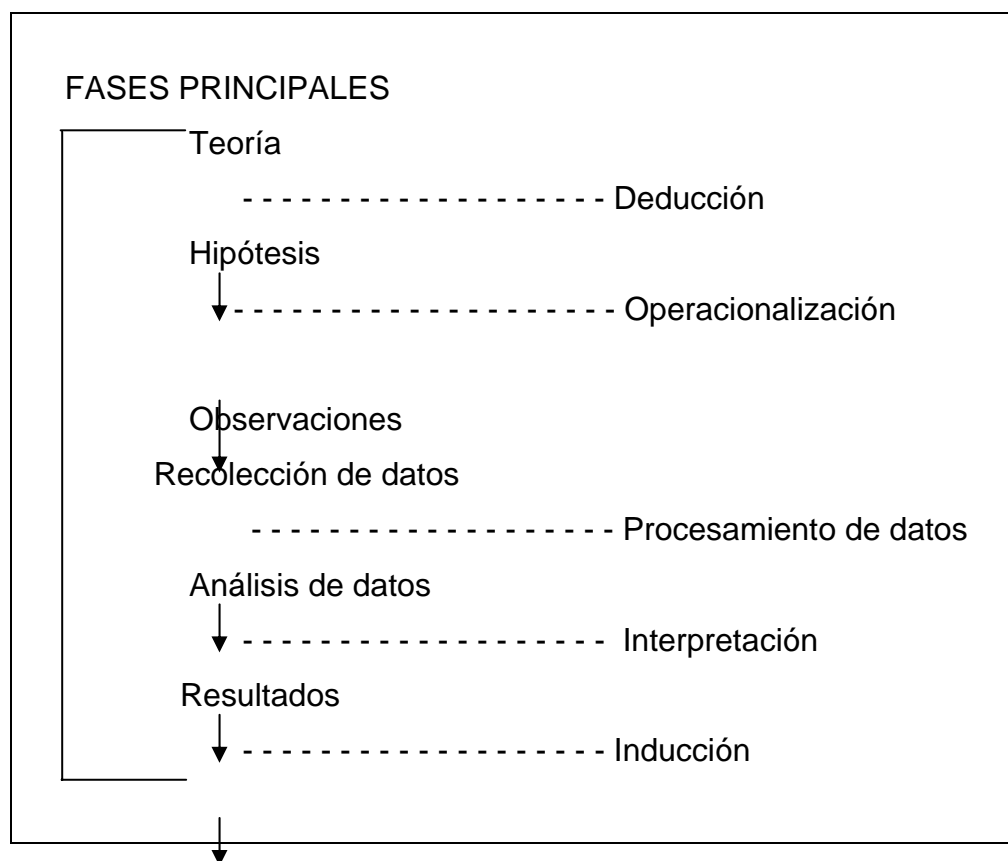 FASES PRINCIPALES
Teoría
- - - - - - - - - - - - - - - - - - - Deducción
Hipótesis
- - - - - - - - - - - - - - - - - - - - Operacionalización
Observaciones
Recolección de datos
- - - - - - - - - - - - - - - - - - - Procesamiento de datos
Análisis de datos
- - - - - - - - - - - - - - - - - - - Interpretación
Resultados
- - - - - - - - - - - - - - - - - - - Inducción